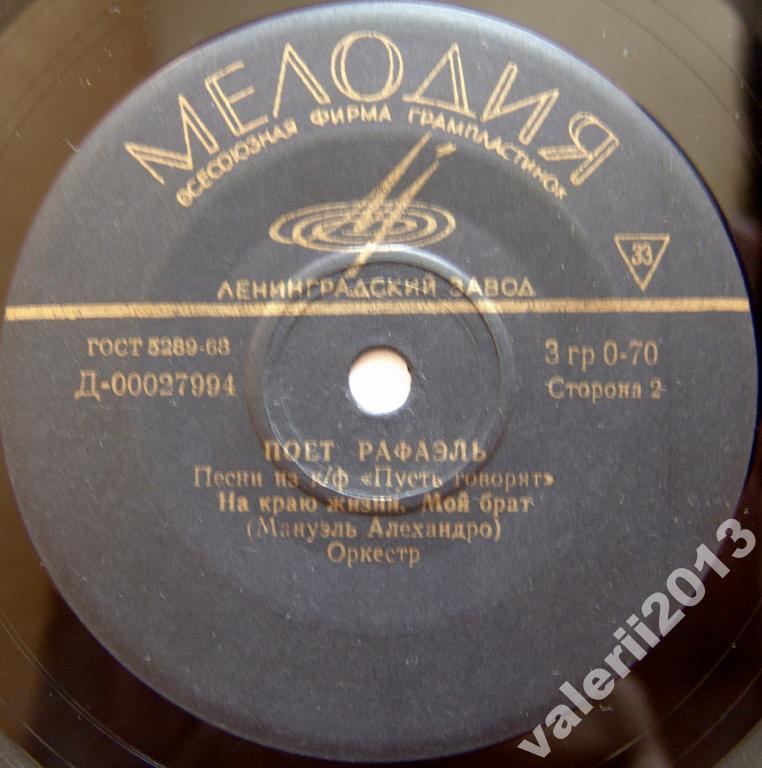 МЕЛОДИЯ
ВСЕСОЮЗНАЯ ФИРМА ГРАМПЛАСТИНОК
33
ЛЕНИНГРАДСКИЙ ЗАВОД
ГОСТ 5289-68
3 гр 0-70
Д-00027994
Сторона 2
ПОЕТ РАФАЭЛЬ
Песни из к/ф «Пусть говорят»
На краю жизни. Мой брат
(Мануэль Алехандро)
Оркестр
valerii2013